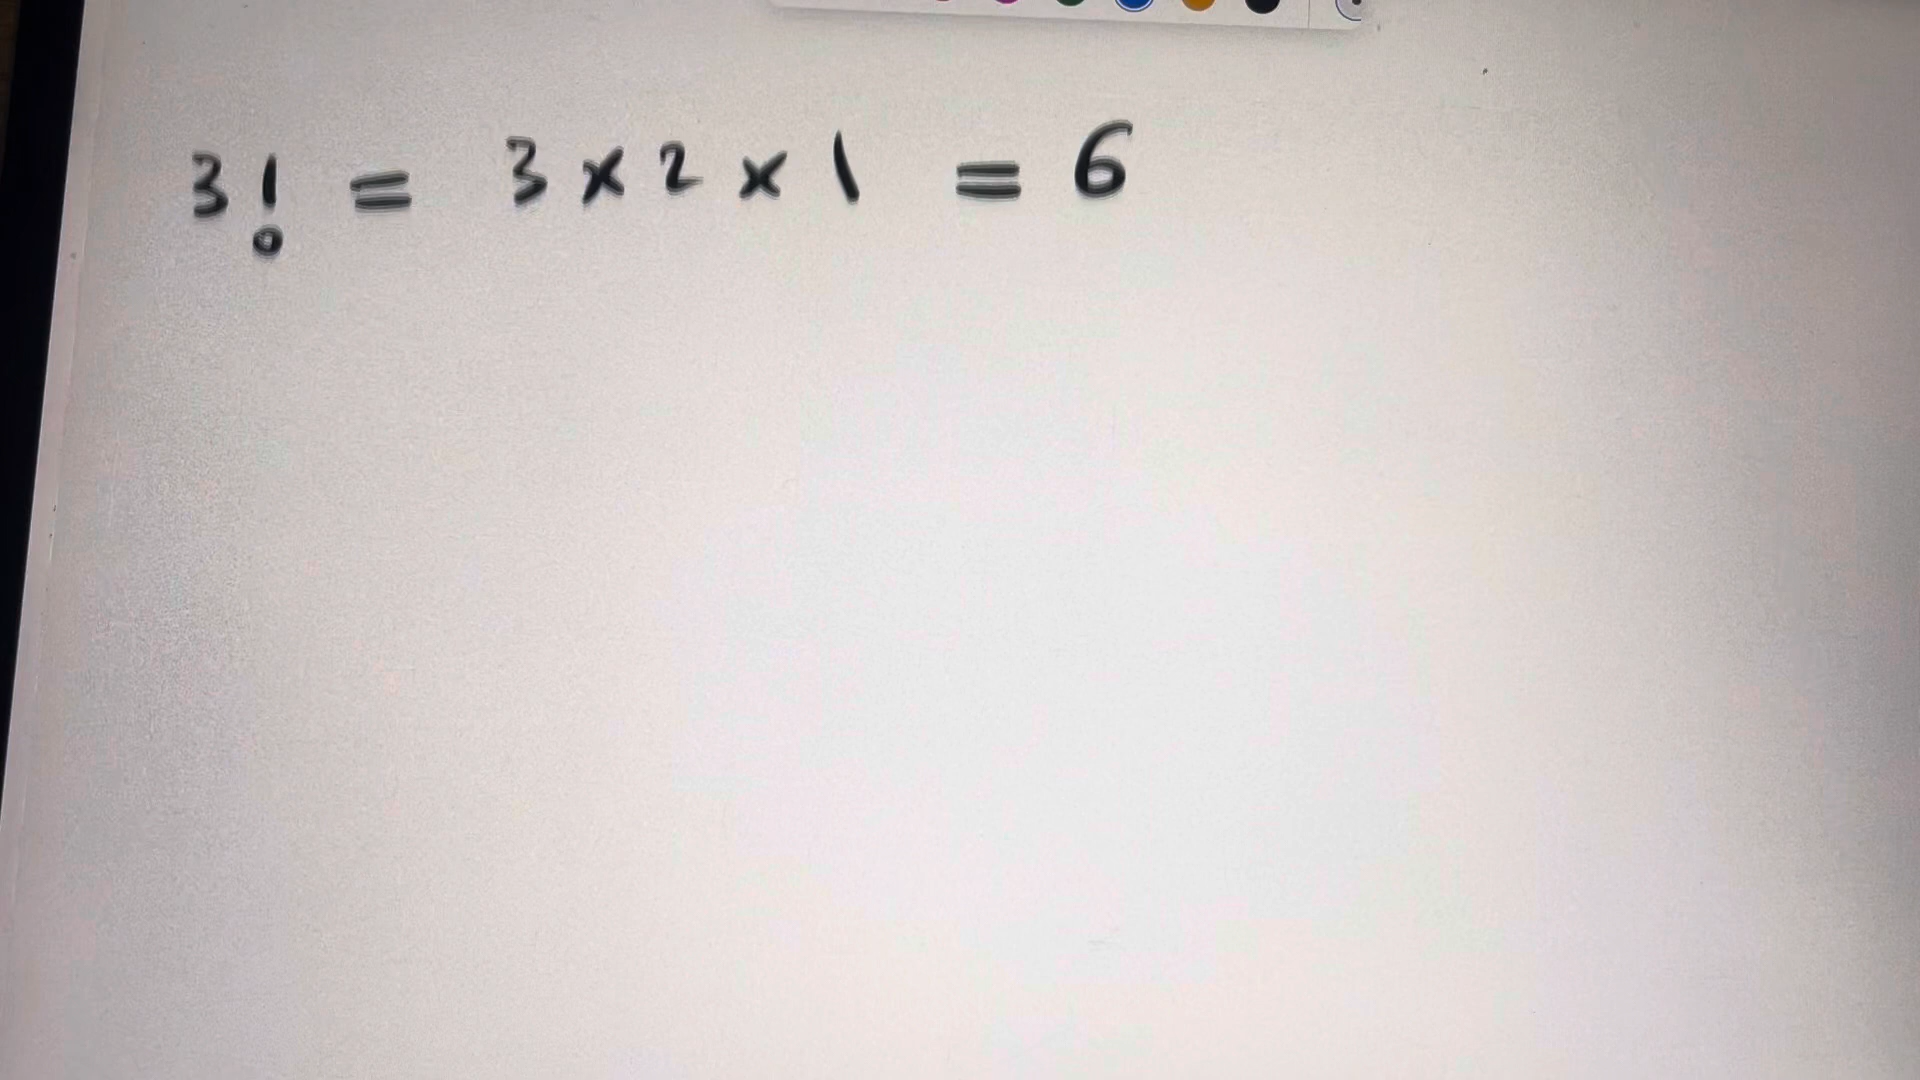 3! = 3 × 2 × 1 = 6